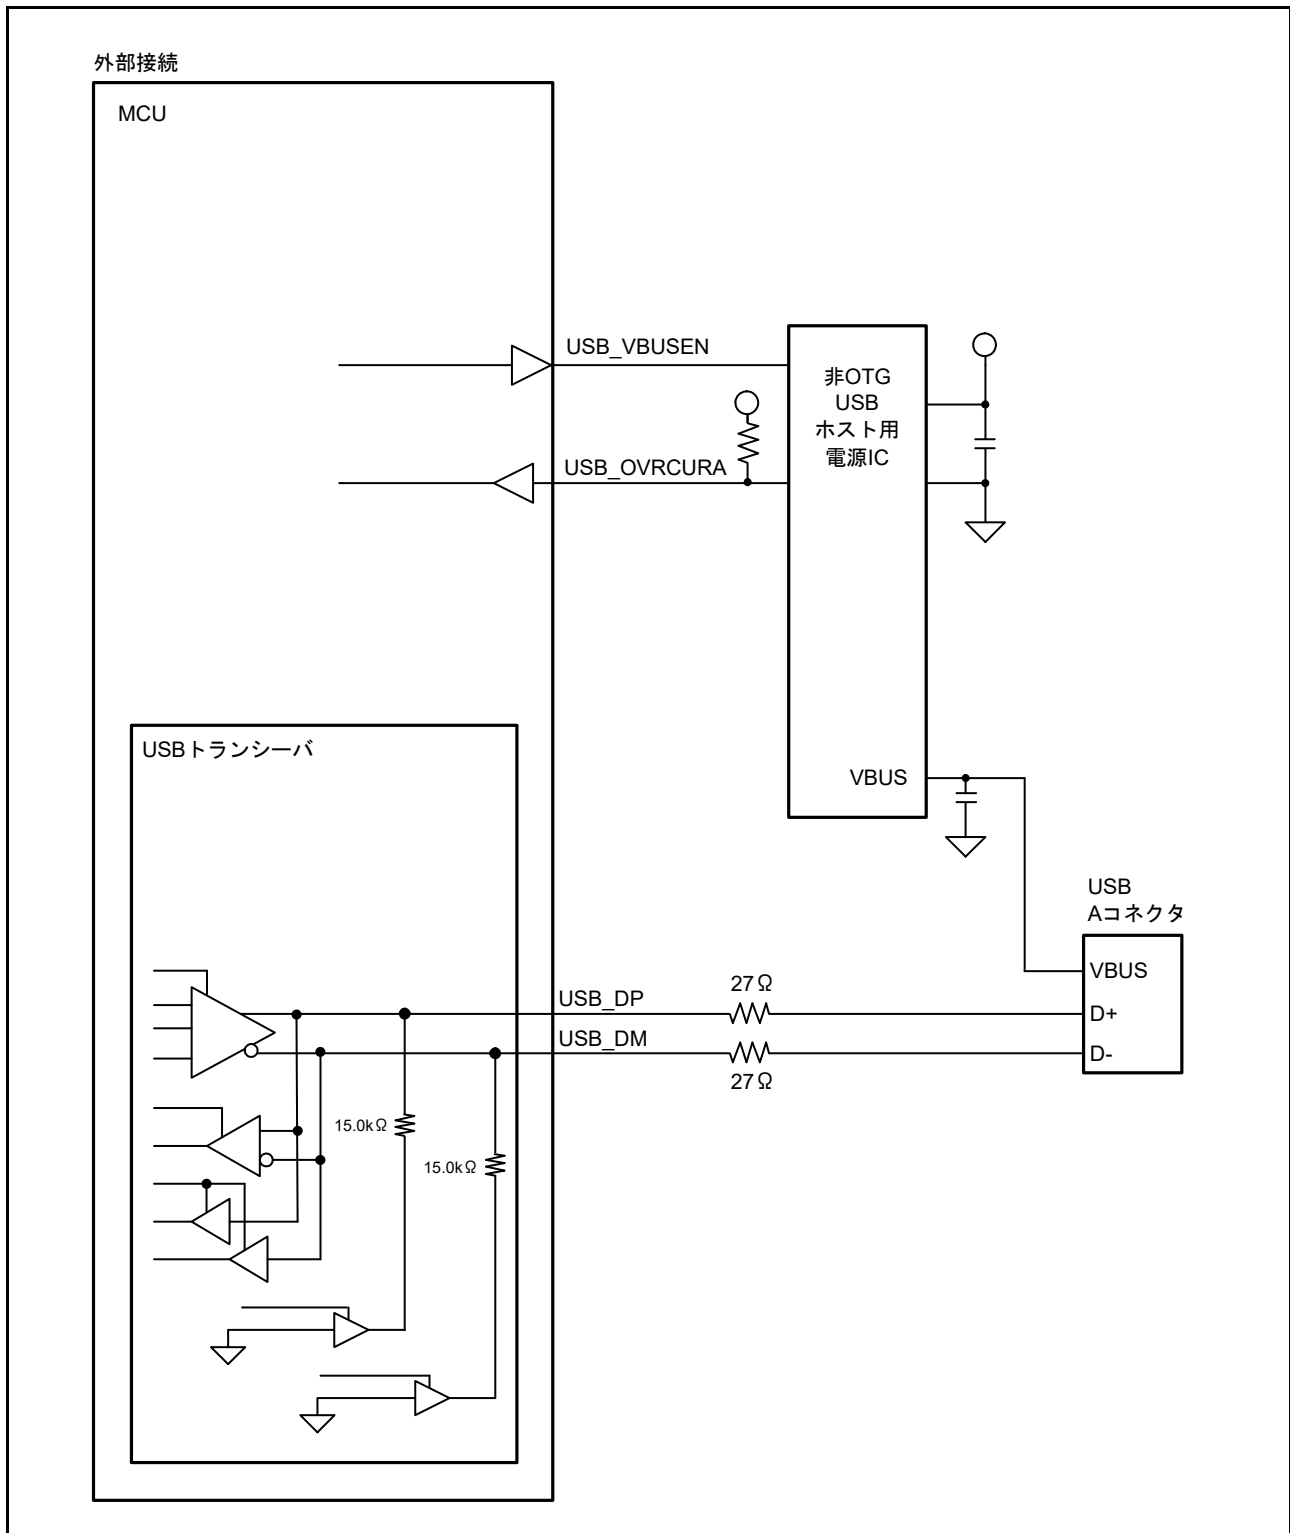 外部接続
MCU
USB_VBUSEN
USB_OVRCURA
非OTG
USB
ホスト用
電源IC
VBUS
USBトランシーバ
USB
Aコネクタ
VBUS
D+
D-
USB_DP
27Ω
USB_DM
27Ω
15.0kΩ
15.0kΩ